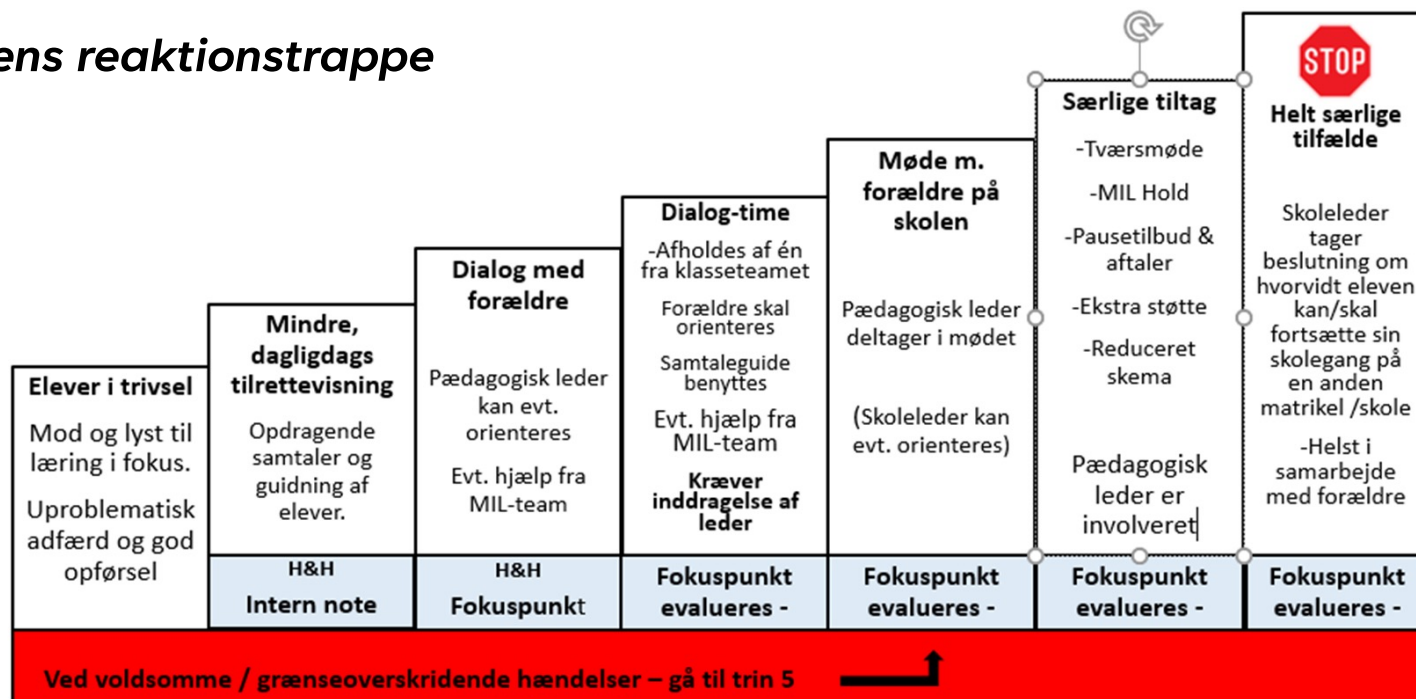 ens reaktionstrappe
Elever i trivsel
Mod og lyst til
læring i fokus.
Uproblematisk
adfærd og god
opførsel
Mindre,
dagligdags
tilrettevisning
Opdragende
samtaler og
guidning af
elever.
H&H
Intern note
Dialog med
forældre
Pædagogisk leder
kan evt.
orienteres
Evt. hjælp fra
MIL-team
H&H
Fokuspunkt
Dialog-time
-Afholdes af én
fra klasseteamet
Forældre skal
orienteres
Samtaleguide
benyttes
Evt. hjælp fra
MIL-team
Kræver
inddragelse af
leder
Fokuspunkt
evalueres -
Møde m.
forældre på
skolen
Pædagogisk leder
deltager i mødet
(Skoleleder kan
evt. orienteres)
Fokuspunkt
evalueres -
Særlige tiltag
-Tværsmøde
-MIL Hold
-Pausetilbud &
aftaler
-Ekstra støtte
-Reduceret
skema
Pædagogisk
leder er
involveret
Fokuspunkt
evalueres -
STOP
Helt særlige
tilfælde
Skoleleder
tager
beslutning om
hvorvidt eleven
kan/skal
fortsætte sin
skolegang på
en anden
matrikel /skole
-Helst i
samarbejde
med forældre
Fokuspunkt
evalueres -
Ved voldsomme / grænseoverskridende hændelser – gå til trin 5